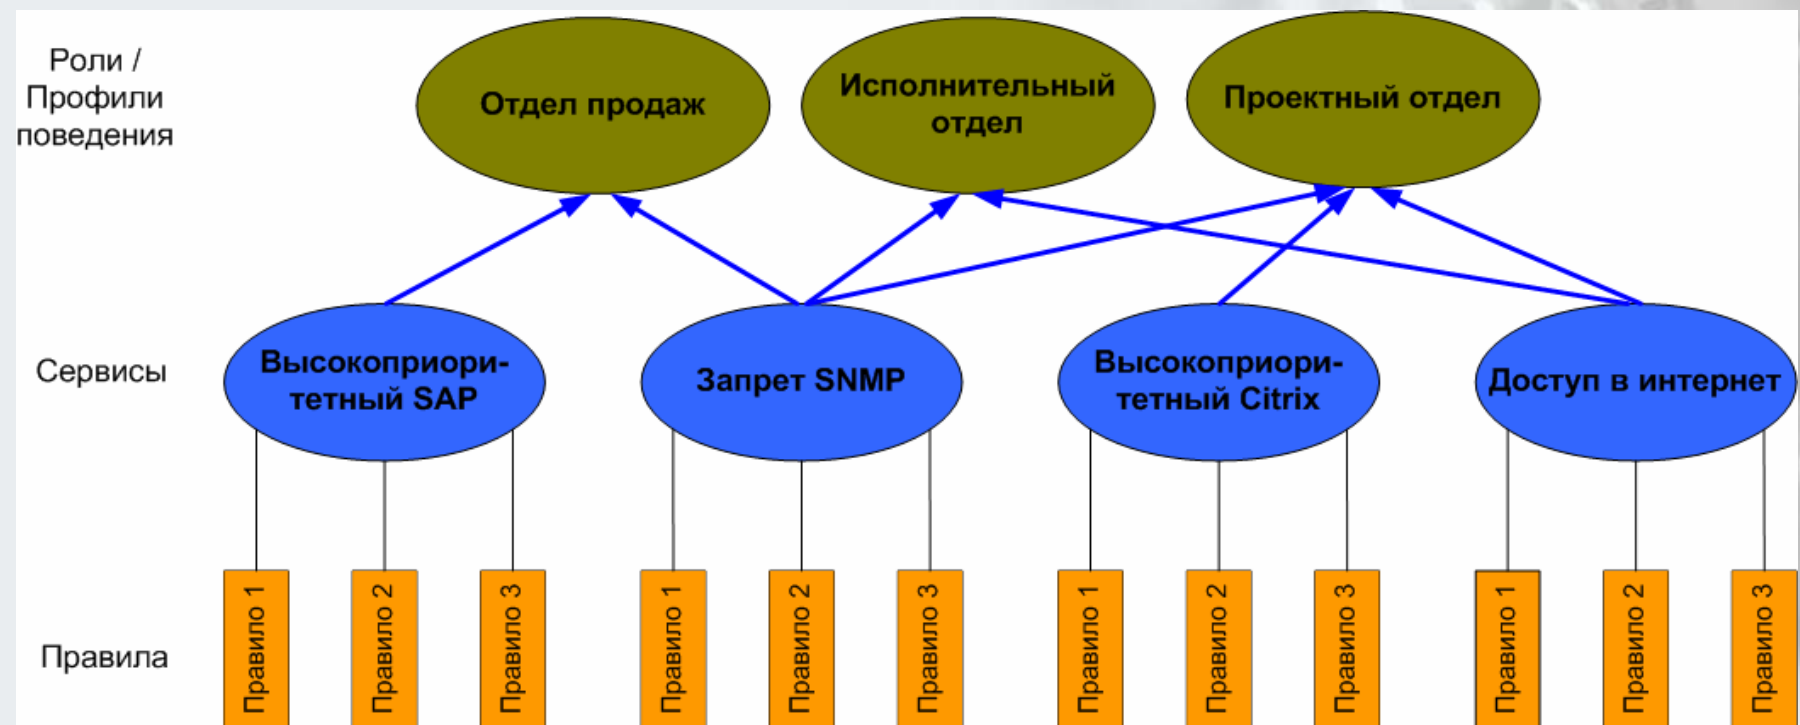 Роли /
Профили
поведения
Отдел продаж
Исполнительный
отдел
Проектный отдел
Сервисы
Высокоприори-
тетный SAP
Запрет SNMP
Высокоприори-
тетный Citrix
Доступ в интернет
Правила
Правило 1
Правило 2
Правило 3
Правило 1
Правило 2
Правило 3
Правило 1
Правило 2
Правило 3
Правило 1
Правило 2
Правило 3